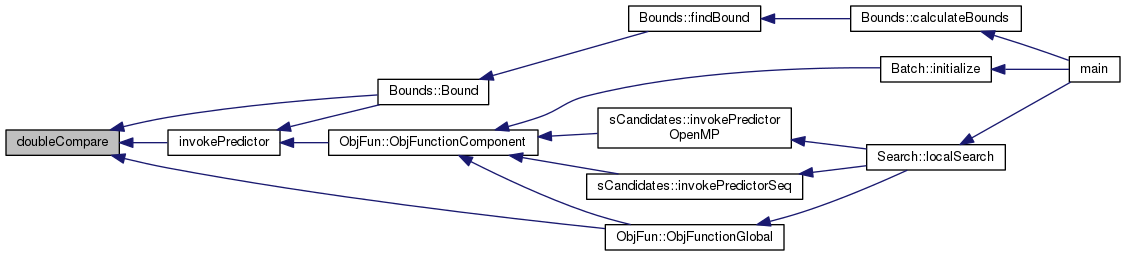 Bounds::findBound
Bounds::calculateBounds
Batch::initialize
main
Bounds::Bound
sCandidates::invokePredictor
OpenMP
doubleCompare
invokePredictor
ObjFun::ObjFunctionComponent
Search::localSearch
sCandidates::invokePredictorSeq
ObjFun::ObjFunctionGlobal